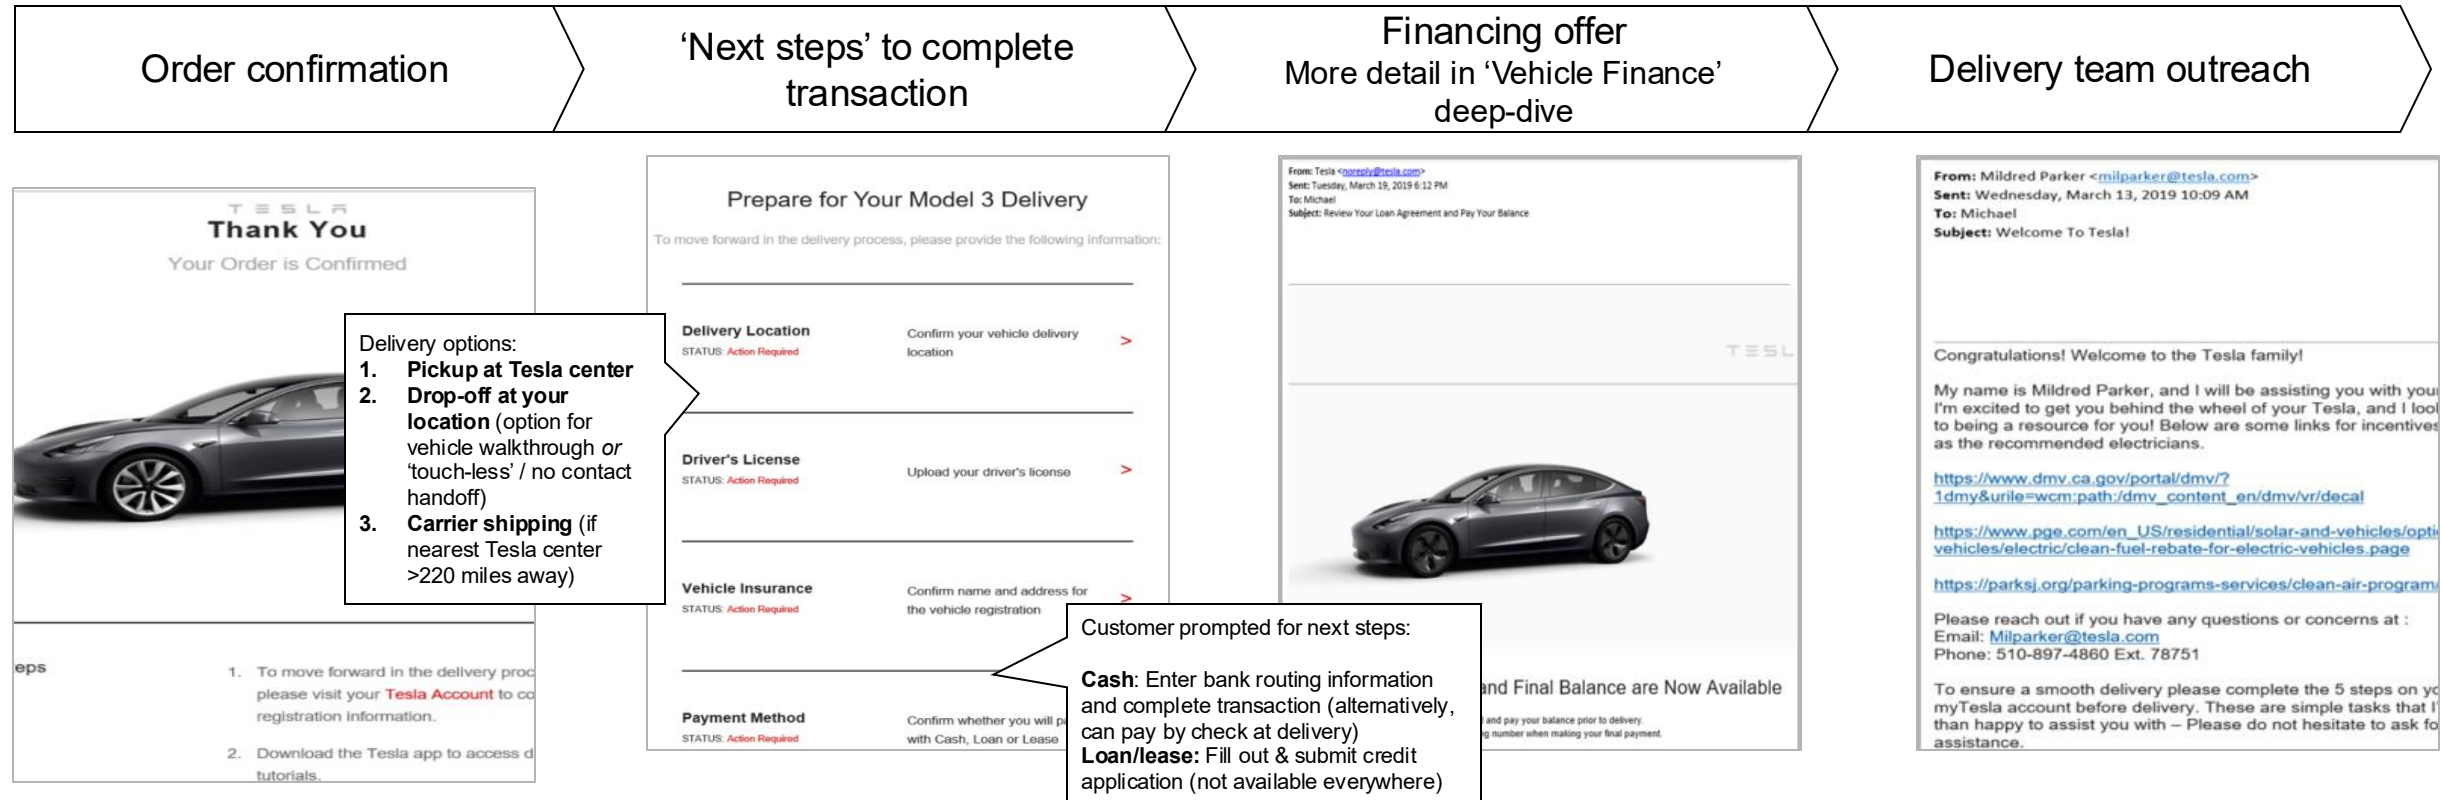 Order confirmation
‘Next steps’ to complete
transaction
Financing offer
More detail in ‘Vehicle Finance’
deep-dive
Delivery team outreach
TESLA
Thank You
Your Order is Confirmed
Delivery options:
1. Pickup at Tesla center
2. Drop-off at your
location (option for
vehicle walkthrough or
‘touch-less’ / no contact
handoff)
3. Carrier shipping (if
nearest Tesla center
>220 miles away)
eps
1. To move forward in the delivery proc
please visit your Tesla Account to co
registration information.
2. Download the Tesla app to access d
tutorials.
Prepare for Your Model 3 Delivery
To move forward in the delivery process, please provide the following information:
Delivery Location
STATUS: Action Required
Confirm your vehicle delivery
location
>
Driver's License
STATUS: Action Required
Upload your driver's license
>
Vehicle Insurance
STATUS: Action Required
Confirm name and address for
the vehicle registration
>
Payment Method
STATUS: Action Required
Confirm whether you will p
with Cash, Loan or Lease
Customer prompted for next steps:
Cash: Enter bank routing information
and complete transaction (alternatively,
can pay by check at delivery)
Loan/lease: Fill out & submit credit
application (not available everywhere)
From: Tesla <noreply@tesla.com>
Sent: Tuesday, March 19, 2019 6:12 PM
To: Michael
Subject: Review Your Loan Agreement and Pay Your Balance
TESL
and Final Balance are Now Available
and pay your balance prior to delivery.
g number when making your final payment.
From: Mildred Parker <milparker@tesla.com>
Sent: Wednesday, March 13, 2019 10:09 AM
To: Michael
Subject: Welcome To Tesla!
Congratulations! Welcome to the Tesla family!
My name is Mildred Parker, and I will be assisting you with your
I'm excited to get you behind the wheel of your Tesla, and I lool
to being a resource for you! Below are some links for incentives
as the recommended electricians.
https://www.dmv.ca.gov/portal/dmv/?
1dmy&urile=wcm:path:/dmv_content_en/dmv/vr/decal
https://www.pge.com/en_US/residential/solar-and-vehicles/opti
vehicles/electric/clean-fuel-rebate-for-electric-vehicles.page
https://parksj.org/parking-programs-services/clean-air-program/
Please reach out if you have any questions or concerns at :
Email: Milparker@tesla.com
Phone: 510-897-4860 Ext. 78751
To ensure a smooth delivery please complete the 5 steps on yo
myTesla account before delivery. These are simple tasks that I'
than happy to assist you with – Please do not hesitate to ask fo
assistance.